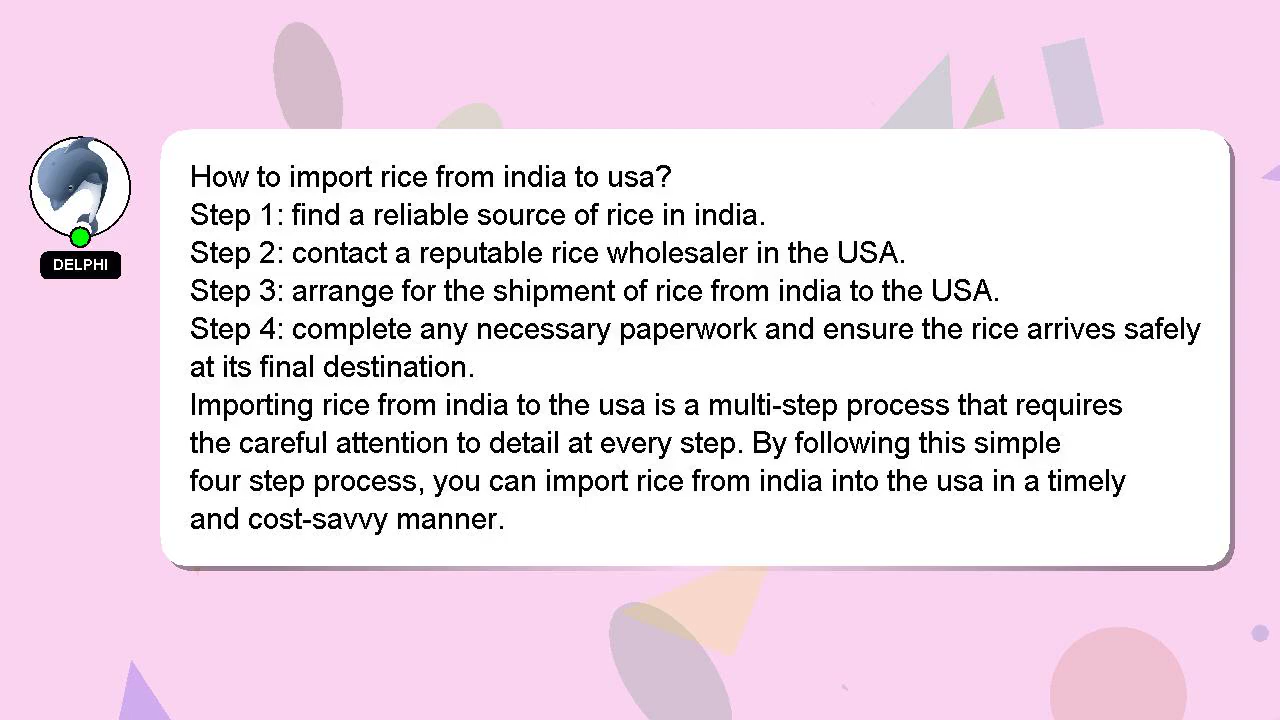 DELPHI
How to import rice from india to usa?
Step 1: find a reliable source of rice in india.
Step 2: contact a reputable rice wholesaler in the USA.
Step 3: arrange for the shipment of rice from india to the USA.
Step 4: complete any necessary paperwork and ensure the rice arrives safely
at its final destination.
Importing rice from india to the usa is a multi-step process that requires
the careful attention to detail at every step. By following this simple
four step process, you can import rice from india into the usa in a timely
and cost-savvy manner.